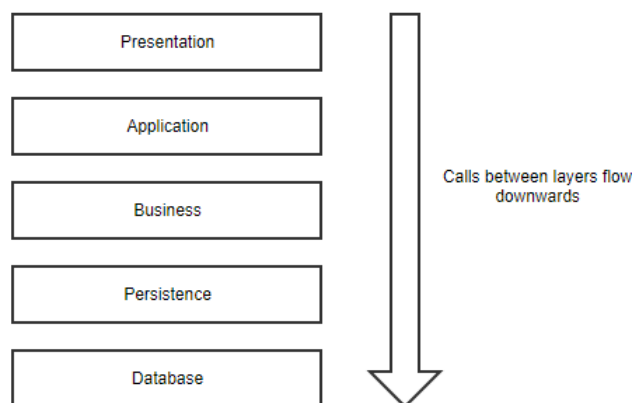 Presentation
Application
Business
Persistence
Database
Calls between layers flow
downwards